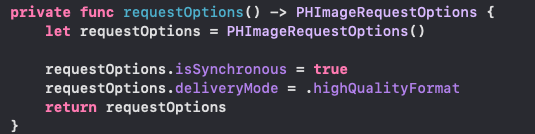 private func requestOptions() -> PHImageRequestOptions {
    let requestOptions = PHImageRequestOptions()

    requestOptions.isSynchronous = true
    requestOptions.deliveryMode = .highQualityFormat
    return requestOptions
}